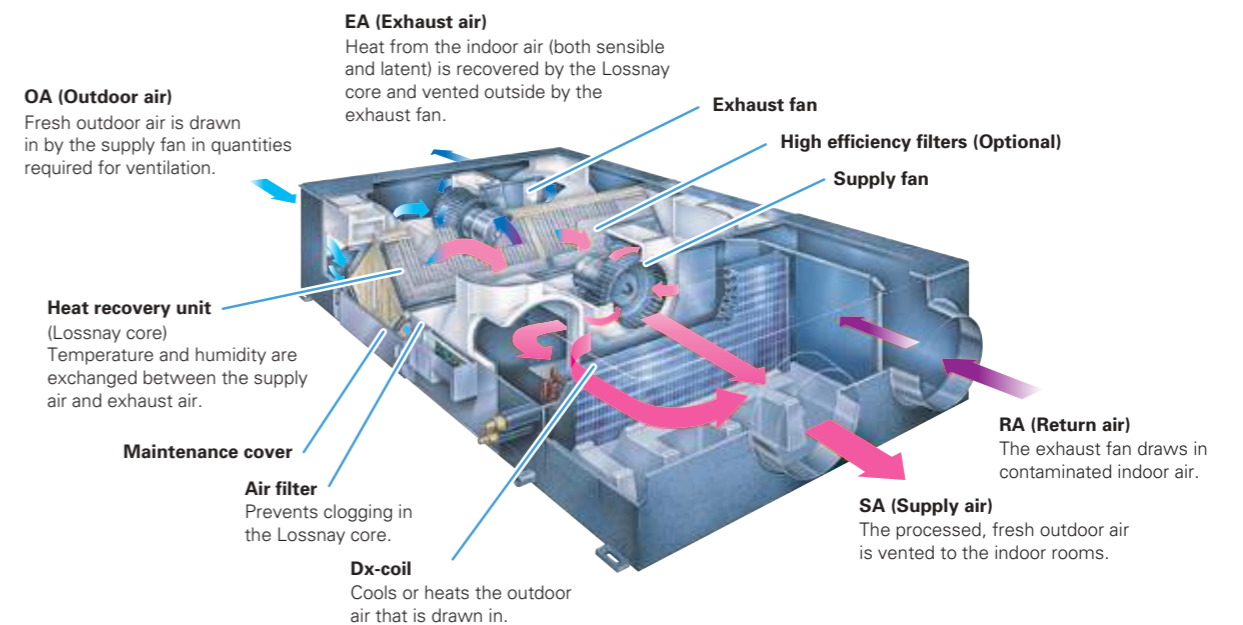 EA (Exhaust air)
Heat from the indoor air (both sensible
and latent) is recovered by the Lossnay
core and vented outside by the
exhaust fan.
OA (Outdoor air)
Fresh outdoor air is drawn
in by the supply fan in quantities
required for ventilation.
Exhaust fan
High efficiency filters (Optional)
Supply fan
Heat recovery unit
(Lossnay core)
Temperature and humidity are
exchanged between the supply
air and exhaust air.
Maintenance cover
Air filter
Prevents clogging in
the Lossnay core.
Dx-coil
Cools or heats the outdoor
air that is drawn in.
RA (Return air)
The exhaust fan draws in
contaminated indoor air.
SA (Supply air)
The processed, fresh outdoor air
is vented to the indoor rooms.